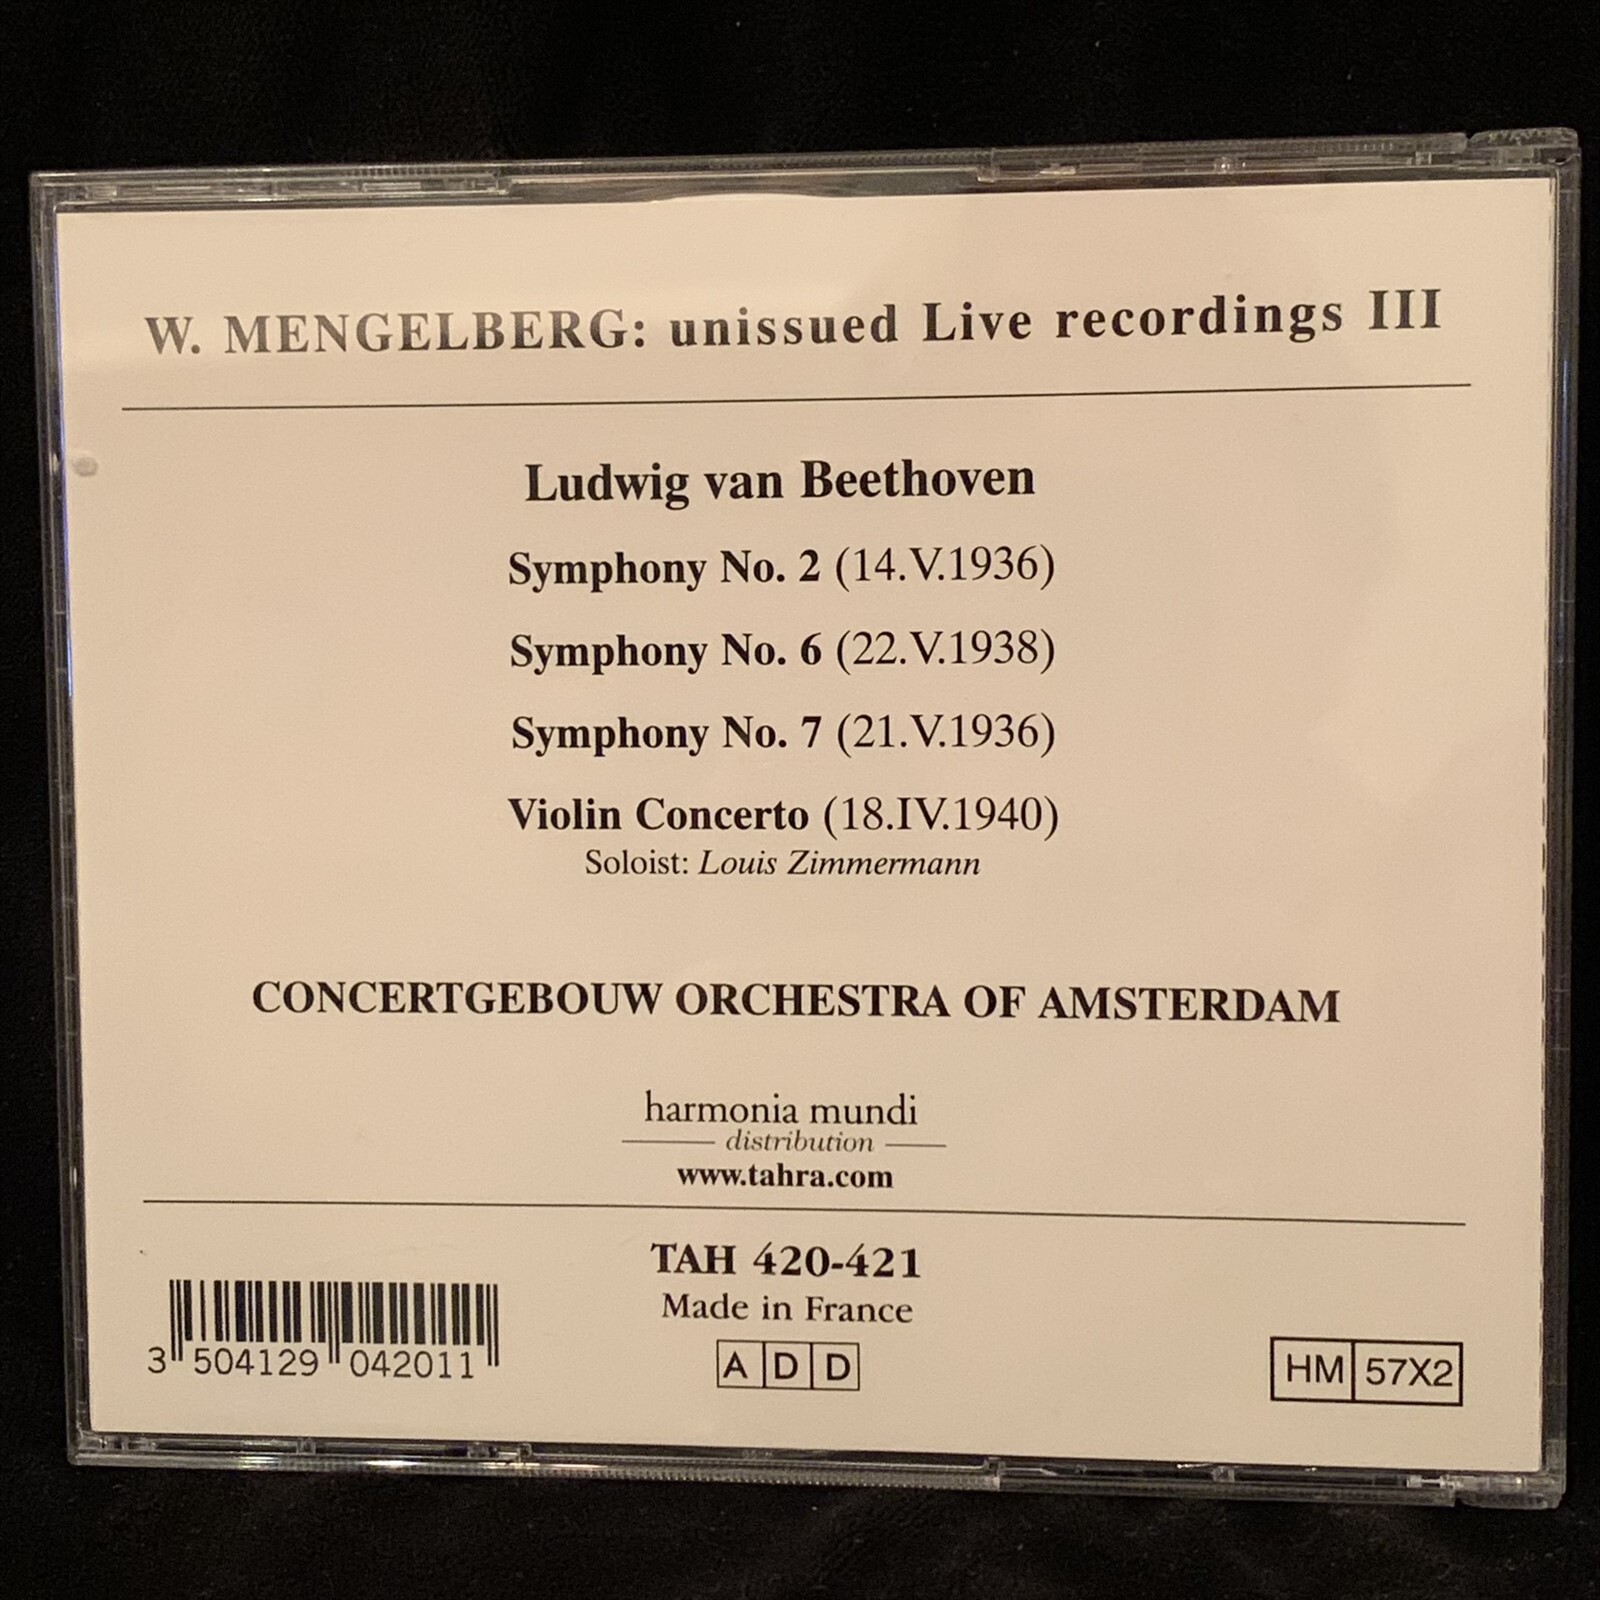 W. MENGELBERG: unissued Live recordings III
Ludwig van Beethoven
Symphony No. 2 (14.V.1936)
Symphony No. 6 (22.V.1938)
Symphony No. 7 (21.V.1936)
Violin Concerto (18.IV.1940)
Soloist: Louis Zimmermann
CONCERTGEBOUW ORCHESTRA OF AMSTERDAM
harmonia mundi
distribution
www.tahra.com
TAH 420-421
Made in France
A D D
3 504129 042011
HM 57X2